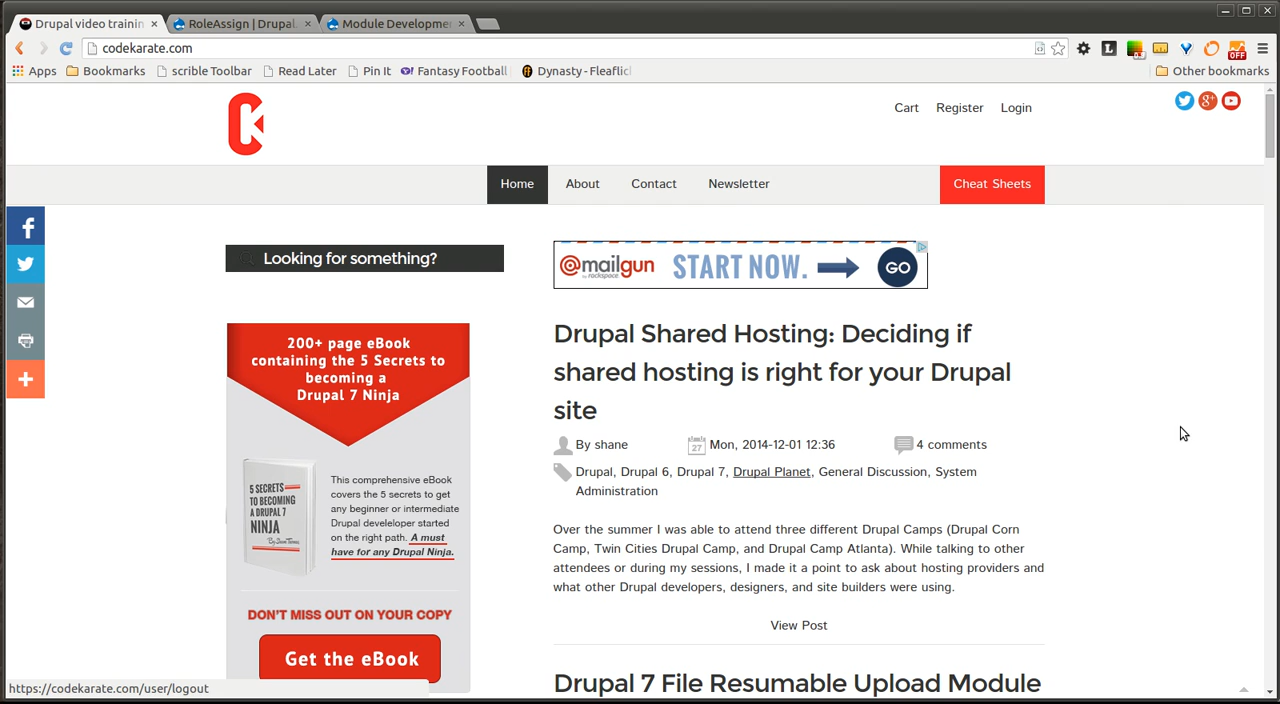 Drupal video trainin
RoleAssign | Drupal.
Module Developme
codekarate.com
OFF
Apps
Bookmarks
scrible Toolbar
Read Later
Pin It
Fantasy Football
Dynasty - Fleaflic
Other bookmarks
Cart
Register
Login
Home
About
Contact
Newsletter
Cheat Sheets
Looking for something?
@mailgun
by rackspace
START NOW.
GO
200+ page eBook
containing the 5 Secrets to
becoming a
Drupal 7 Ninja
5 SECRETS
TO BECOMING
A DRUPAL 7
NINJA
This comprehensive eBook
covers the 5 secrets to get
any beginner or intermediate
Drupal develeloper started
on the right path. A must
have for any Drupal Ninja.
DON'T MISS OUT ON YOUR COPY
Get the eBook
Drupal Shared Hosting: Deciding if
shared hosting is right for your Drupal
site
By shane
27
Mon, 2014-12-01 12:36
4 comments
Drupal, Drupal 6, Drupal 7, Drupal Planet, General Discussion, System
Administration
Over the summer I was able to attend three different Drupal Camps (Drupal Corn
Camp, Twin Cities Drupal Camp, and Drupal Camp Atlanta). While talking to other
attendees or during my sessions, I made it a point to ask about hosting providers and
what other Drupal developers, designers, and site builders were using.
View Post
Drupal 7 File Resumable Upload Module
https://codekarate.com/user/logout